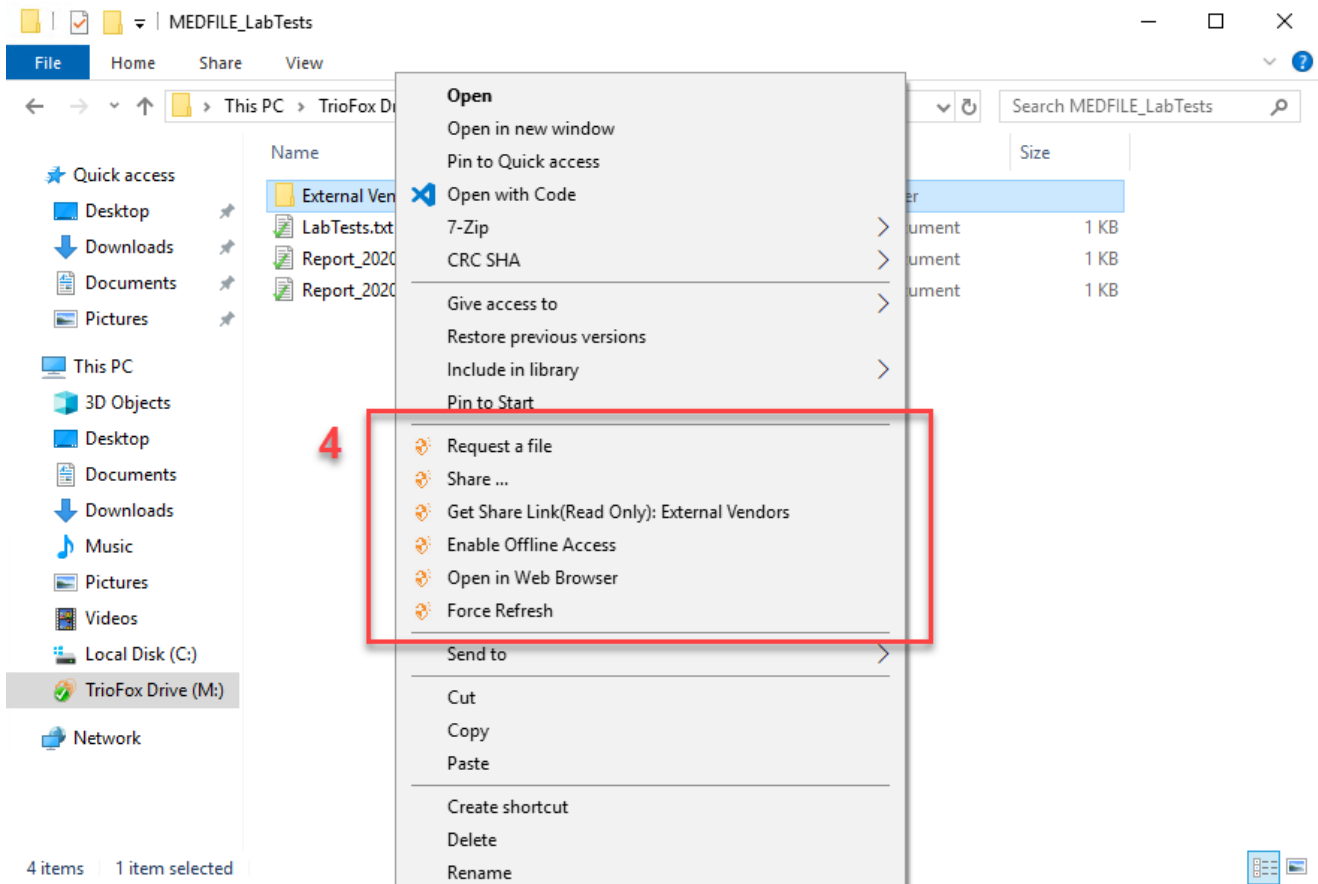 MEDFILE_LabTests
File Home Share View
This PC > TrioFox Dr
Search MEDFILE_LabTests
Name Size
Quick access
Desktop
Downloads
Documents
Pictures
This PC
3D Objects
Desktop
Documents
Downloads
Music
Pictures
Videos
Local Disk (C:)
TrioFox Drive (M:)
Network
External Ven er
LabTests.txt ument 1 KB
Report_2020 ument 1 KB
Report_2020 ument 1 KB
Open
Open in new window
Pin to Quick access
Open with Code
7-Zip
CRC SHA
Give access to
Restore previous versions
Include in library
Pin to Start
4
Request a file
Share ...
Get Share Link(Read Only): External Vendors
Enable Offline Access
Open in Web Browser
Force Refresh
Send to
Cut
Copy
Paste
Create shortcut
Delete
Rename
4 items 1 item selected